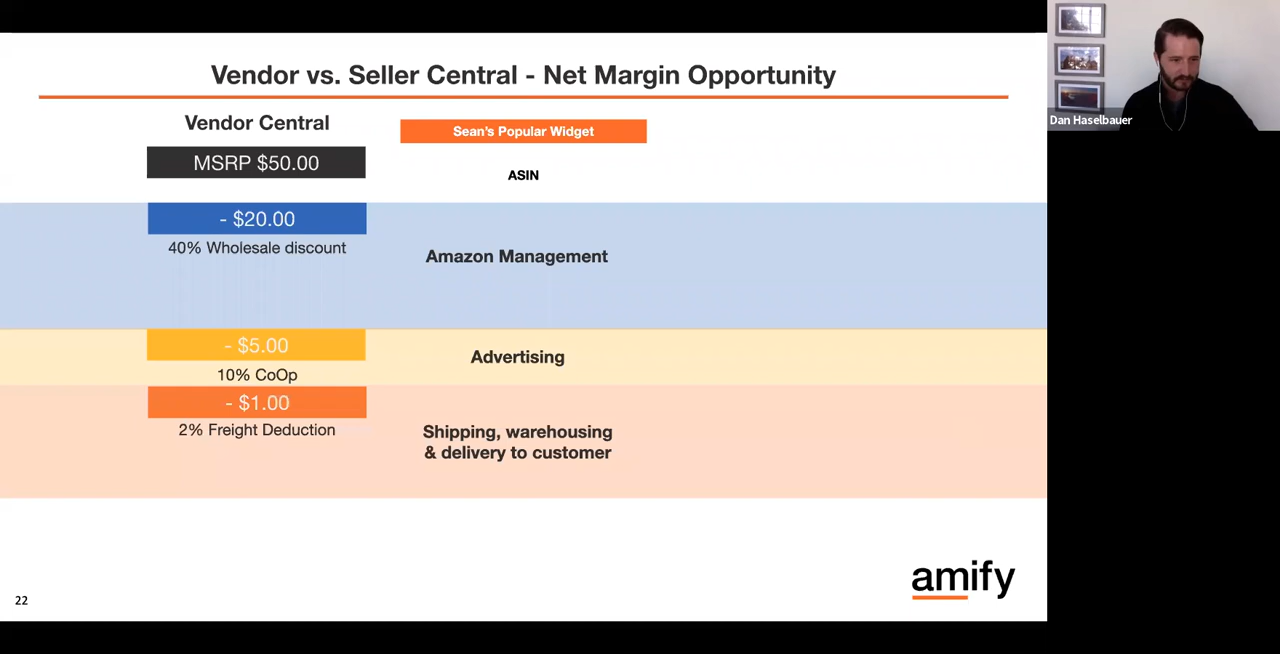 Vendor vs. Seller Central - Net Margin Opportunity
Vendor Central
Sean's Popular Widget
MSRP $50.00
ASIN
- $20.00
40% Wholesale discount
Amazon Management
- $5.00
10% CoOp
Advertising
- $1.00
2% Freight Deduction
Shipping, warehousing
& delivery to customer
amify
22
Dan Haselbauer